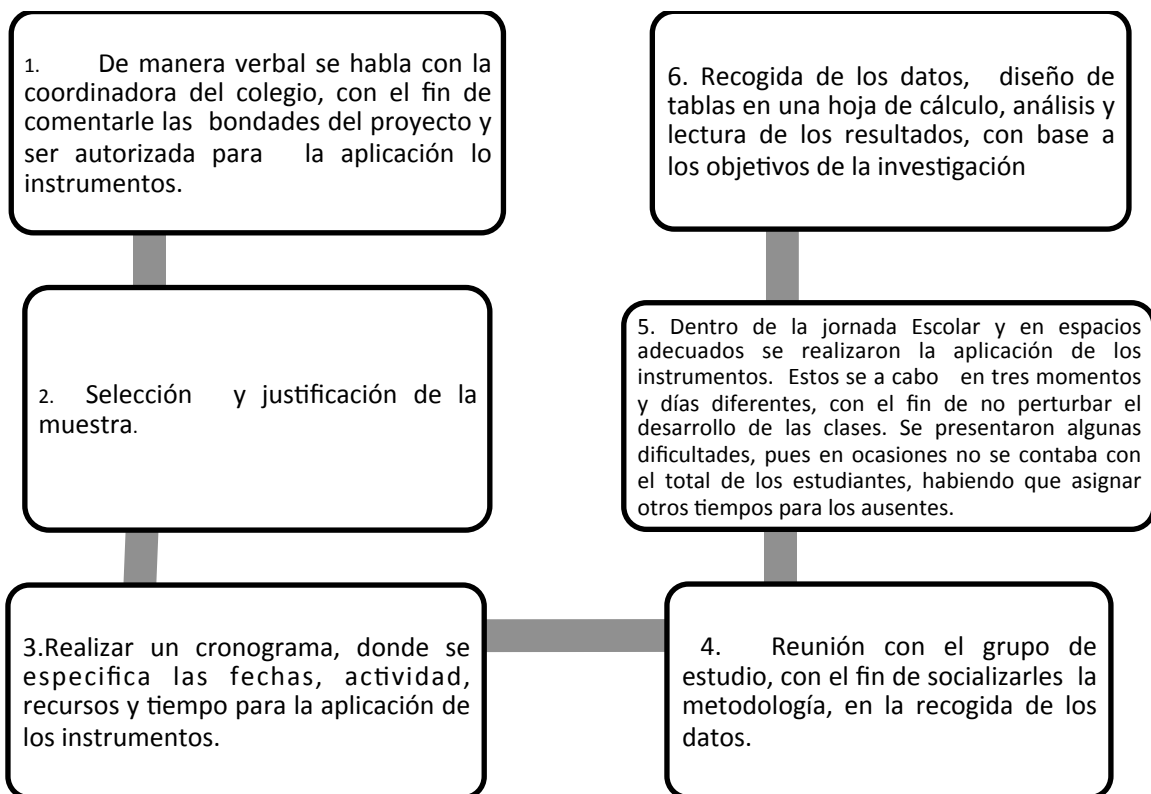 1. De manera verbal se habla con la
coordinadora del colegio, con el fin de
comentarle las bondades del proyecto y
ser autorizada para la aplicación lo
instrumentos.
2. Selección y justificación de la
muestra.
3.Realizar un cronograma, donde se
especifica las fechas, actividad,
recursos y tiempo para la aplicación de
los instrumentos.
4. Reunión con el grupo de
estudio, con el fin de socializarles la
metodología, en la recogida de los
datos.
5. Dentro de la jornada Escolar y en espacios
adecuados se realizaron la aplicación de los
instrumentos. Estos se a cabo en tres momentos
y días diferentes, con el fin de no perturbar el
desarrollo de las clases. Se presentaron algunas
dificultades, pues en ocasiones no se contaba con
el total de los estudiantes, habiendo que asignar
otros tiempos para los ausentes.
6. Recogida de los datos, diseño de
tablas en una hoja de cálculo, análisis y
lectura de los resultados, con base a
los objetivos de la investigación